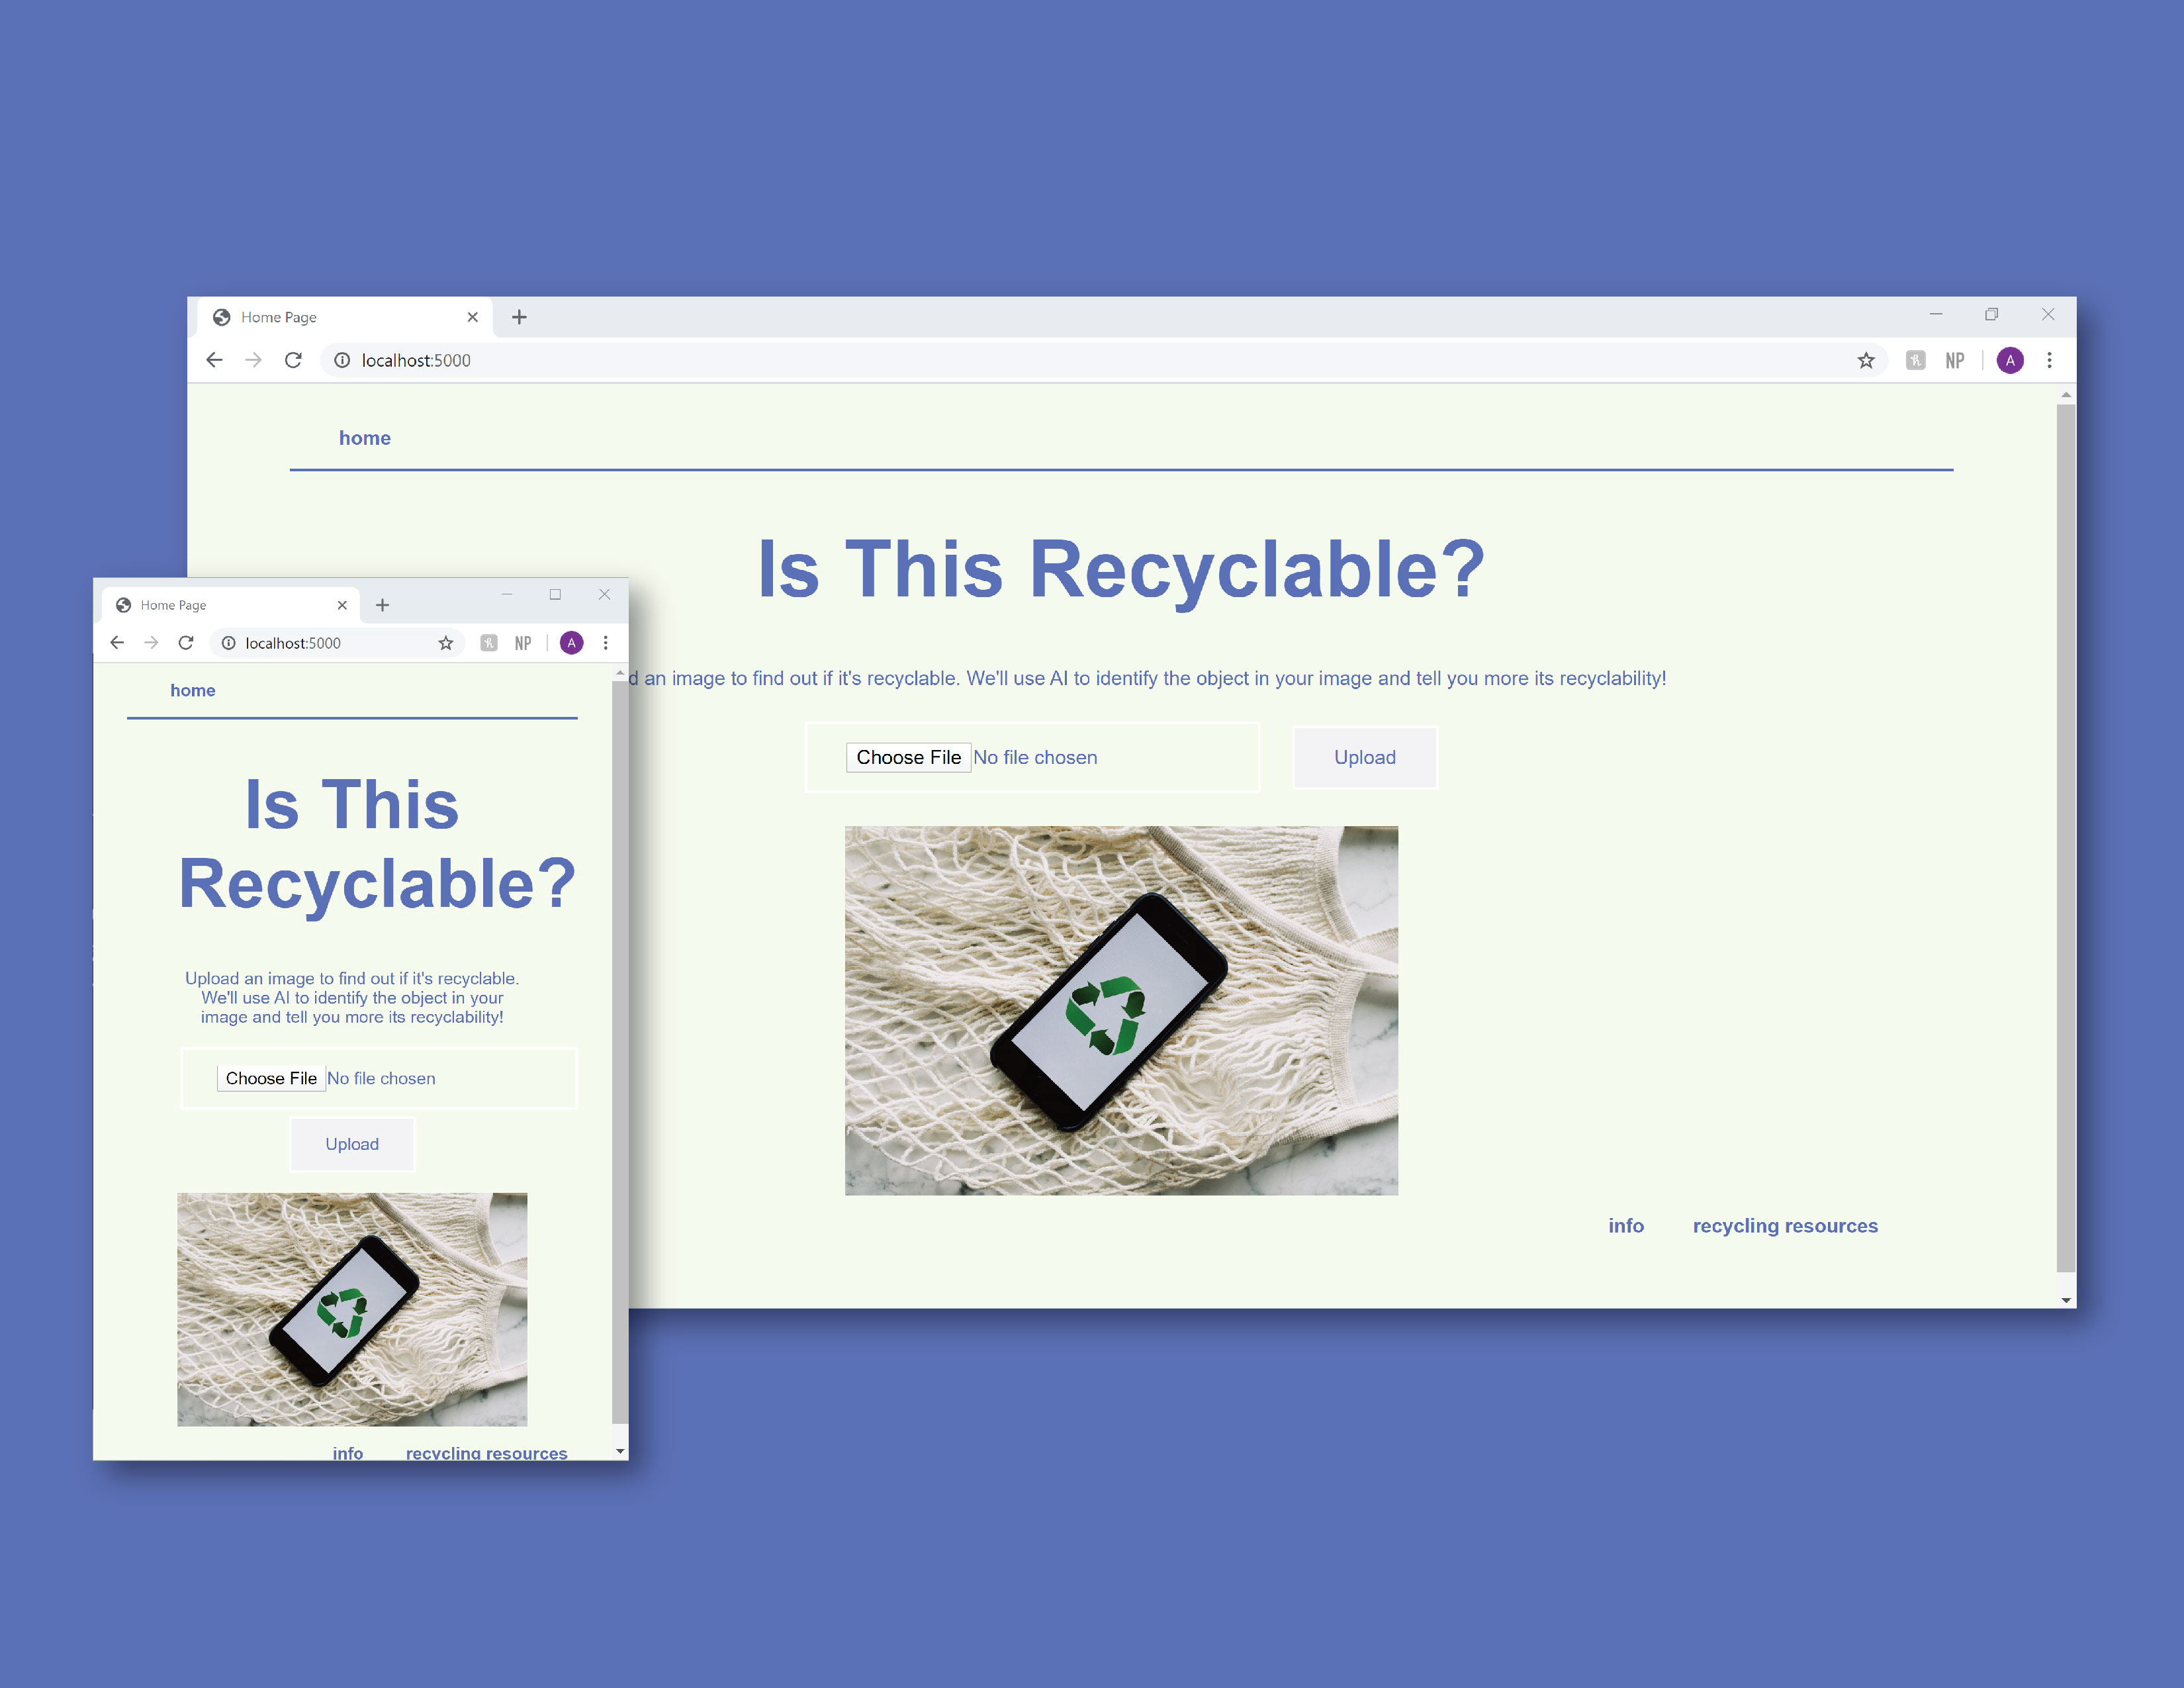 Home Page
localhost:5000
NP
A
home
Is This Recyclable?
an image to find out if it's recyclable. We'll use AI to identify the object in your image and tell you more its recyclability!
Choose File No file chosen
Upload
info recycling resources
Home Page
localhost:5000
NP
A
home
Is This
Recyclable?
Upload an image to find out if it's recyclable.
We'll use AI to identify the object in your
image and tell you more its recyclability!
Choose File No file chosen
Upload
info recycling resources